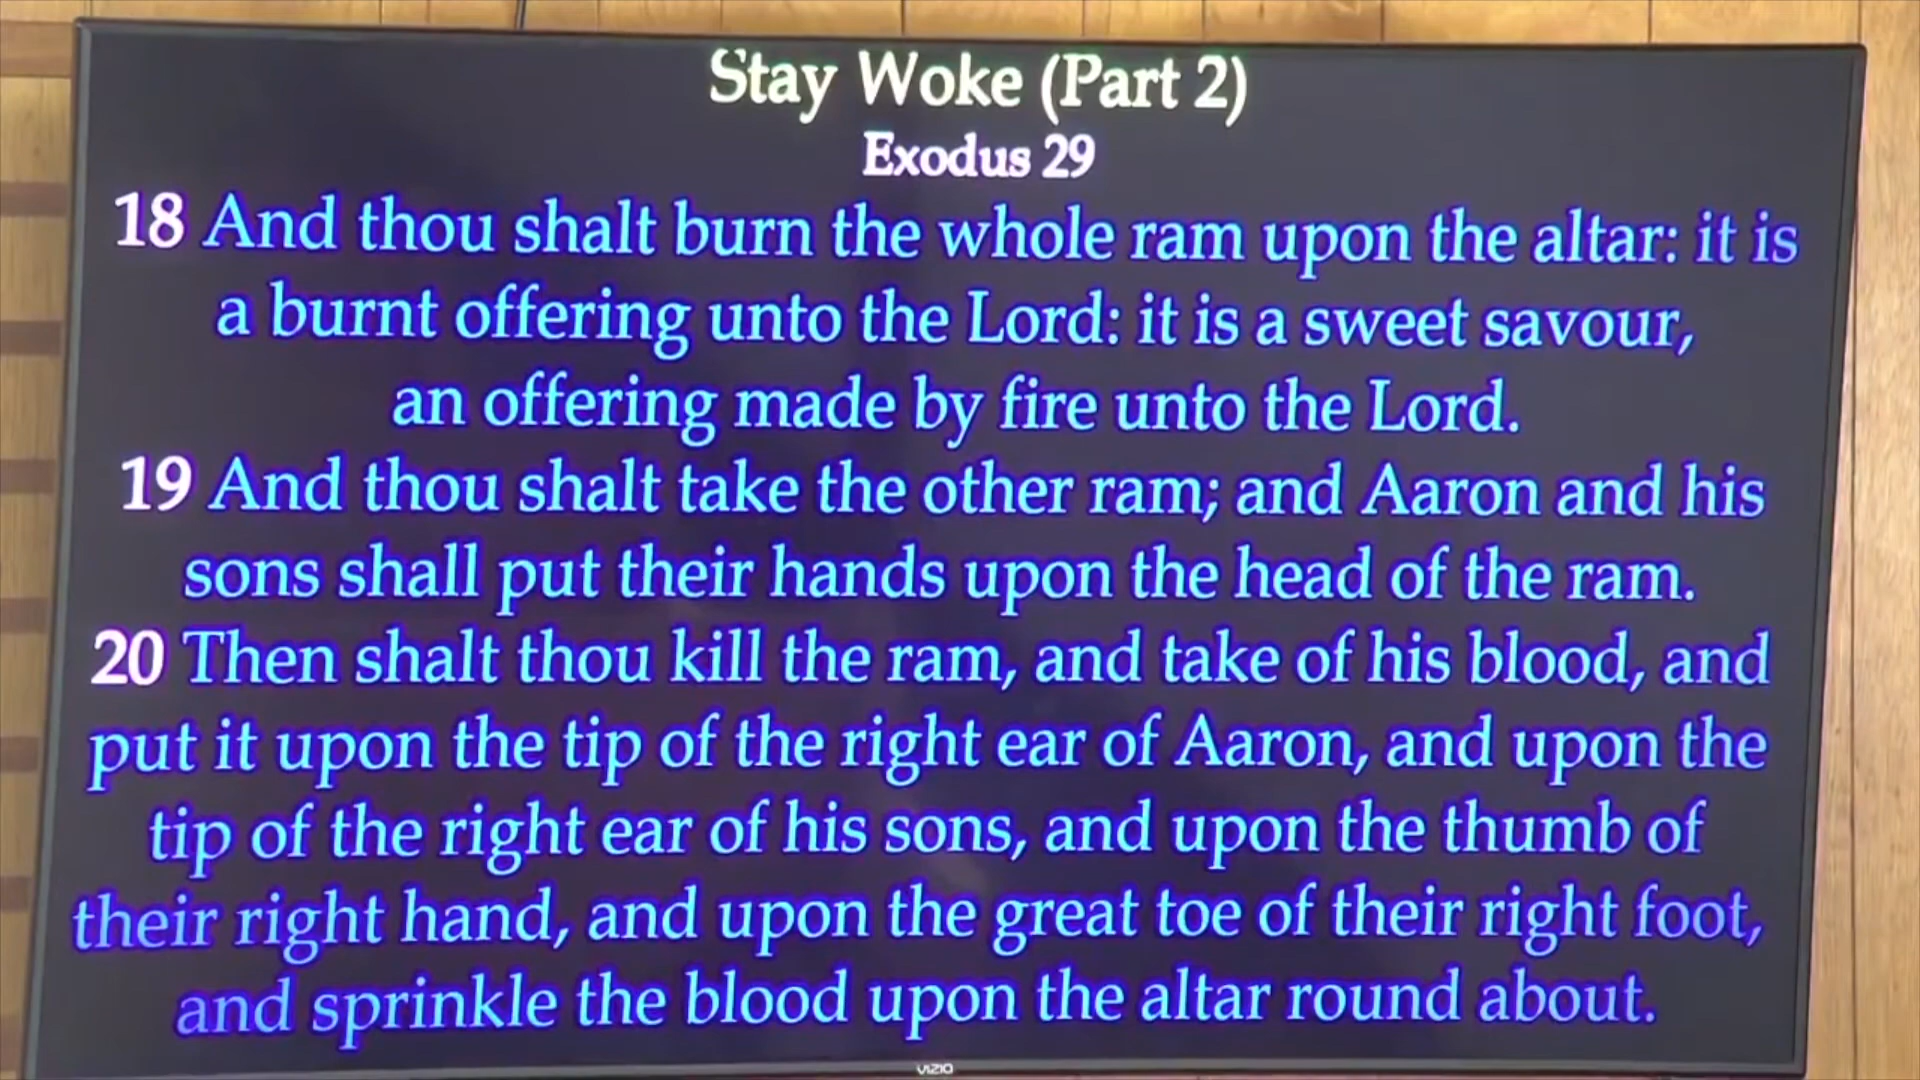 Stay Woke (Part 2)
Exodus 29
18 And thou shalt burn the whole ram upon the altar: it is
a burnt offering unto the Lord: it is a sweet savour,
an offering made by fire unto the Lord.
19 And thou shalt take the other ram; and Aaron and his
sons shall put their hands upon the head of the ram.
20 Then shalt thou kill the ram, and take of his blood, and
put it upon the tip of the right ear of Aaron, and upon the
tip of the right ear of his sons, and upon the thumb of
their right hand, and upon the great toe of their right foot,
and sprinkle the blood upon the altar round about.
VIZIO